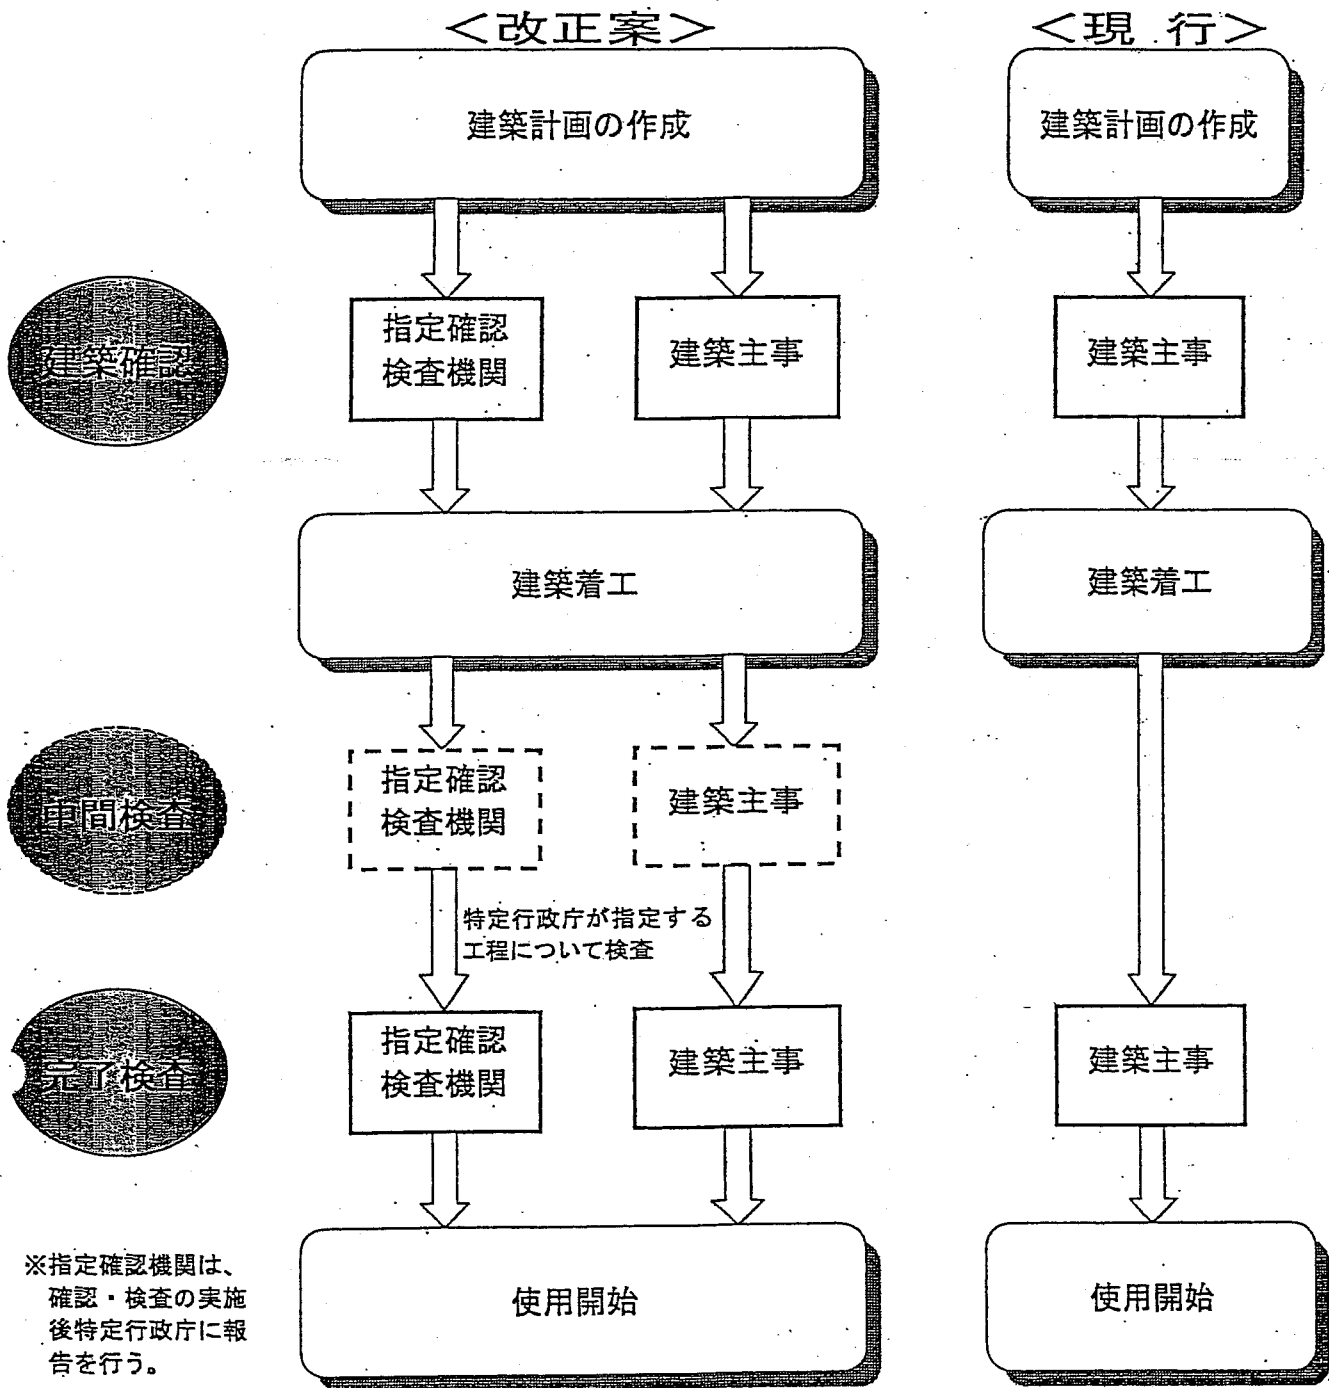 ＜改正案＞
＜現 行＞
建築計画の作成
建築計画の作成
建築確認
指定確認
検査機関
建築主事
建築主事
建築着工
建築着工
中間検査
指定確認
検査機関
建築主事
特定行政庁が指定する
工程について検査
完了検査
指定確認
検査機関
建築主事
建築主事
使用開始
使用開始
※指定確認機関は、
確認・検査の実施
後特定行政庁に報
告を行う。